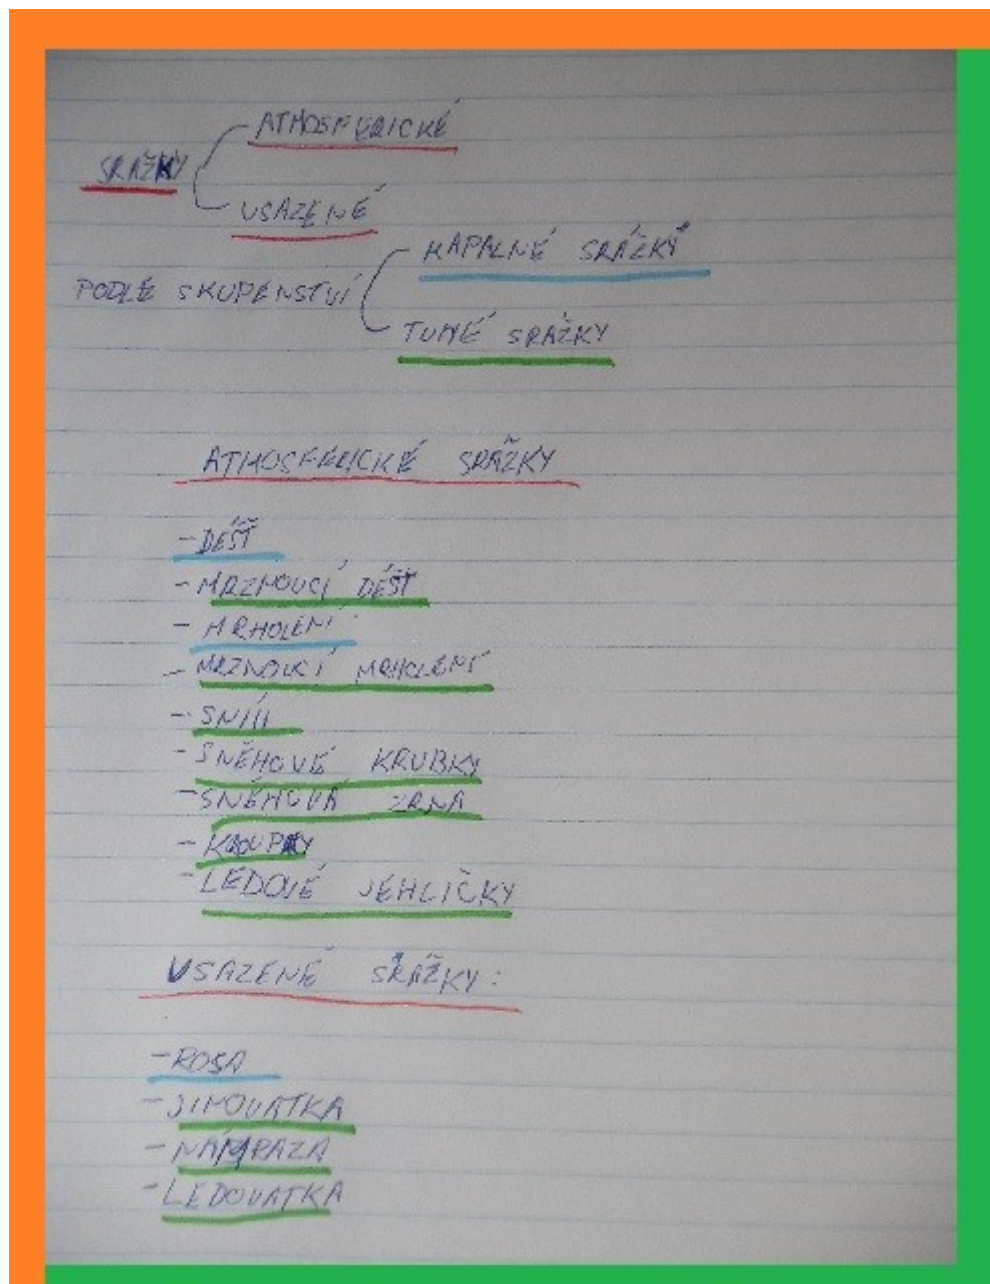 ATMOSFERICKÉ
SRÁŽKY
USAZENÉ
KAPALNÉ SRÁŽKY
PODLE SKUPENSTVÍ
TUHÉ SRÁŽKY
ATMOSFERICKÉ SRÁŽKY
- DÉŠŤ
- MRZNOUCÍ DÉŠŤ
- MRHOLENÍ
- MRZNOUCÍ MRHOLENÍ
- SNÍH
- SNĚHOVÉ KRUBKY
- SNĚHOVÁ ZRNA
- KROUPY
- LEDOVÉ JEHLIČKY
USAZENÉ SRÁŽKY:
- ROSA
- JINOVATKA
- NÁMRAZA
- LEDOVATKA